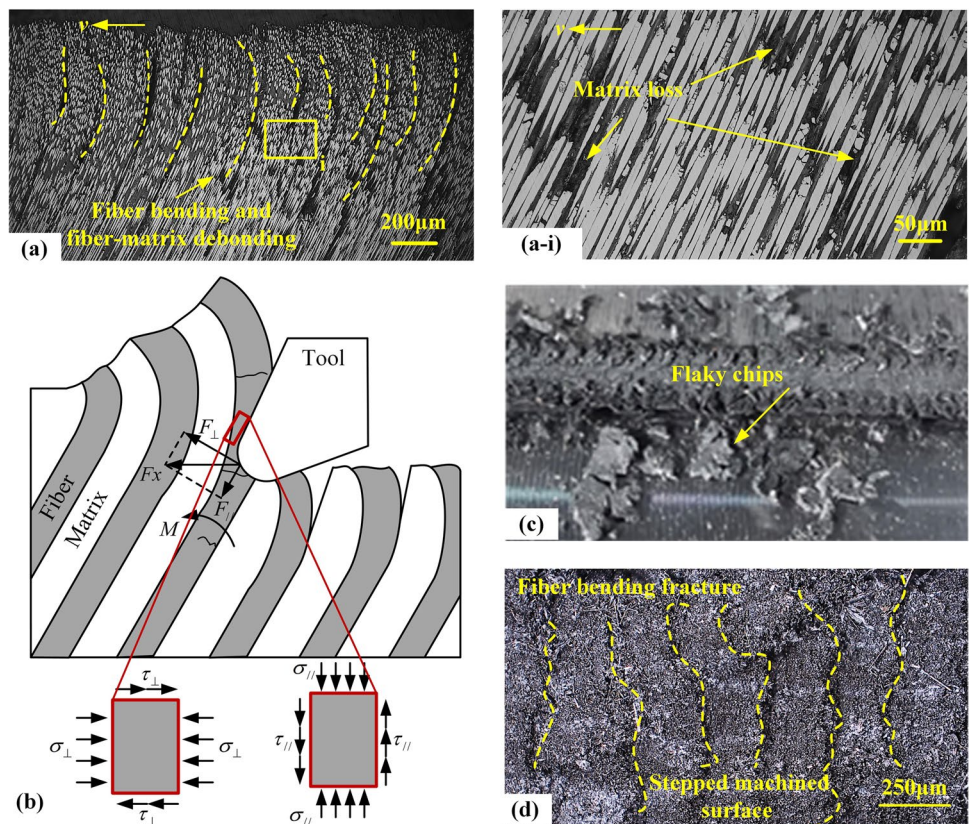 v
Fiber bending and
fiber-matrix debonding
200μm
(a)
v
Matrix loss
50μm
(a-i)
Tool
F⊥
Fx
F
M
Fiber
Matrix
τ⊥
σ⊥
σ⊥
τ⊥
σ//
τ//
τ//
σ//
(b)
Flaky chips
(c)
Fiber bending fracture
Stepped machined
surface
250μm
(d)